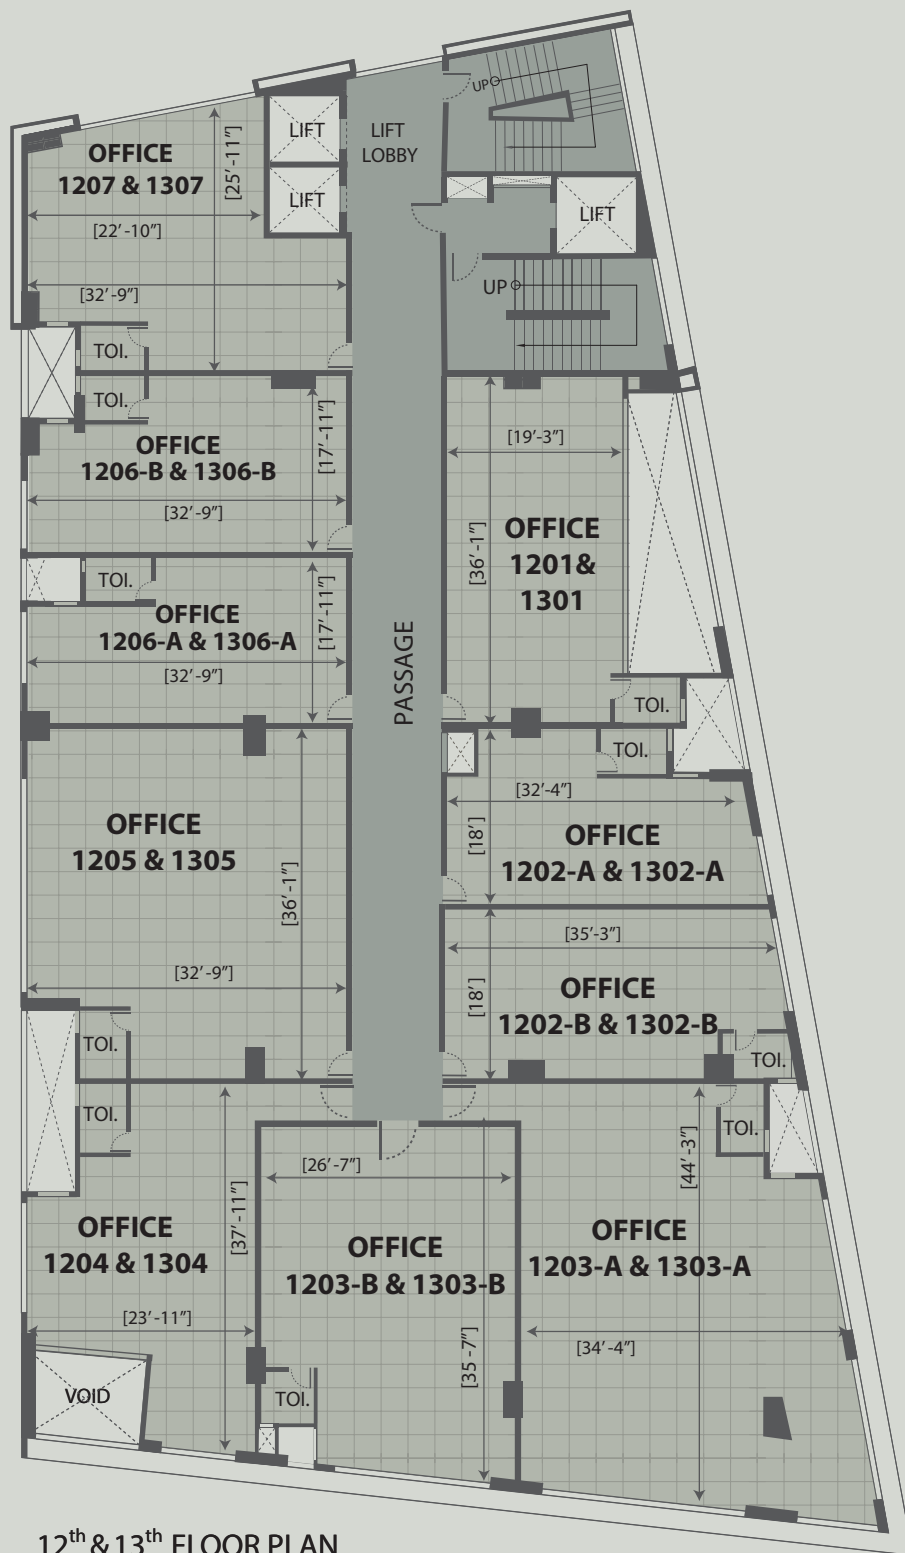 UP
LIFT
LIFT
LOBBY
OFFICE
1207 & 1307
[25'-11"]
[22'-10"]
LIFT
LIFT
[32'-9"]
UP
TOI.
TOI.
OFFICE
1206-B & 1306-B
[17'-11"]
[32'-9"]
[19'-3"]
OFFICE
1201&
1301
[36'-1"]
TOI.
OFFICE
1206-A & 1306-A
[17'-11"]
[32'-9"]
PASSAGE
TOI.
TOI.
[32'-4"]
[18']
OFFICE
1202-A & 1302-A
OFFICE
1205 & 1305
[36'-1"]
[32'-9"]
[35'-3"]
[18']
OFFICE
1202-B & 1302-B
TOI.
TOI.
TOI.
TOI.
[26'-7"]
[44'-3"]
[37'-11"]
OFFICE
1204 & 1304
OFFICE
1203-B & 1303-B
OFFICE
1203-A & 1303-A
[23'-11"]
[35 -7"]
[34'-4"]
VOID
TOI.
12th & 13th FLOOR PLAN